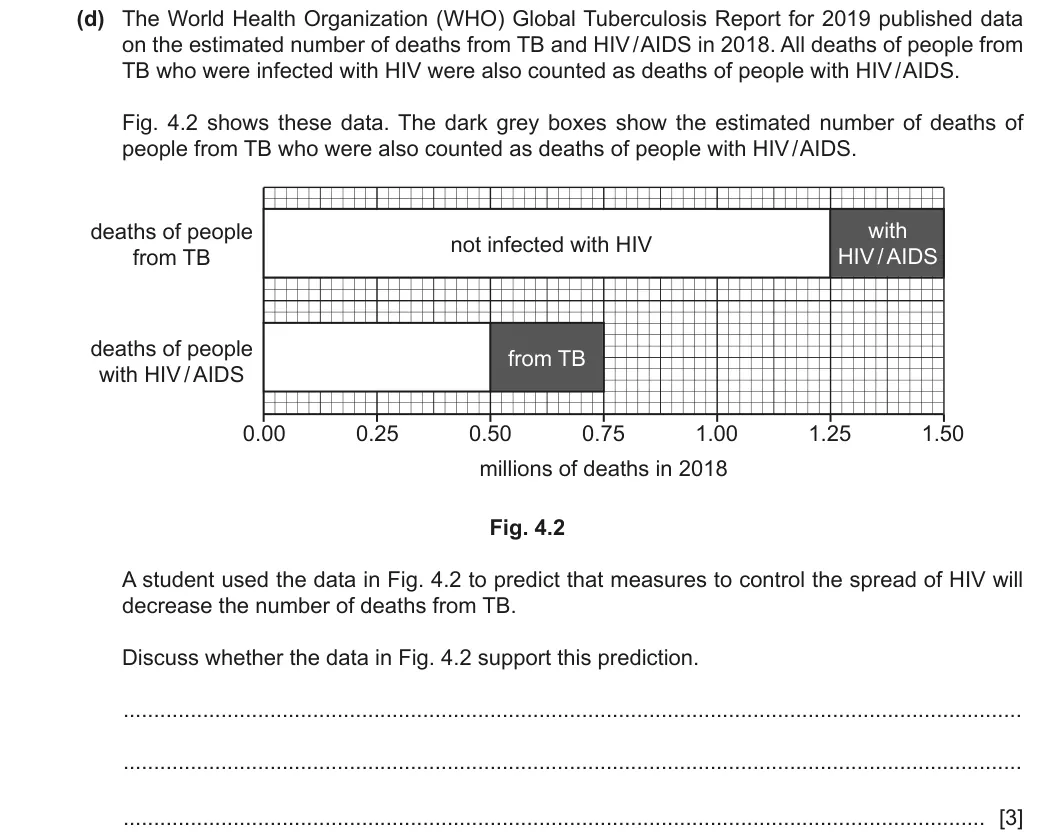 (d) The World Health Organization (WHO) Global Tuberculosis Report for 2019 published data
on the estimated number of deaths from TB and HIV/AIDS in 2018. All deaths of people from
TB who were infected with HIV were also counted as deaths of people with HIV/AIDS.
Fig. 4.2 shows these data. The dark grey boxes show the estimated number of deaths of
people from TB who were also counted as deaths of people with HIV/AIDS.
deaths of people
from TB
not infected with HIV
with
HIV/AIDS
deaths of people
with HIV/AIDS
from TB
0.00 0.25 0.50 0.75 1.00 1.25 1.50
millions of deaths in 2018
Fig. 4.2
A student used the data in Fig. 4.2 to predict that measures to control the spread of HIV will
decrease the number of deaths from TB.
Discuss whether the data in Fig. 4.2 support this prediction.
[3]